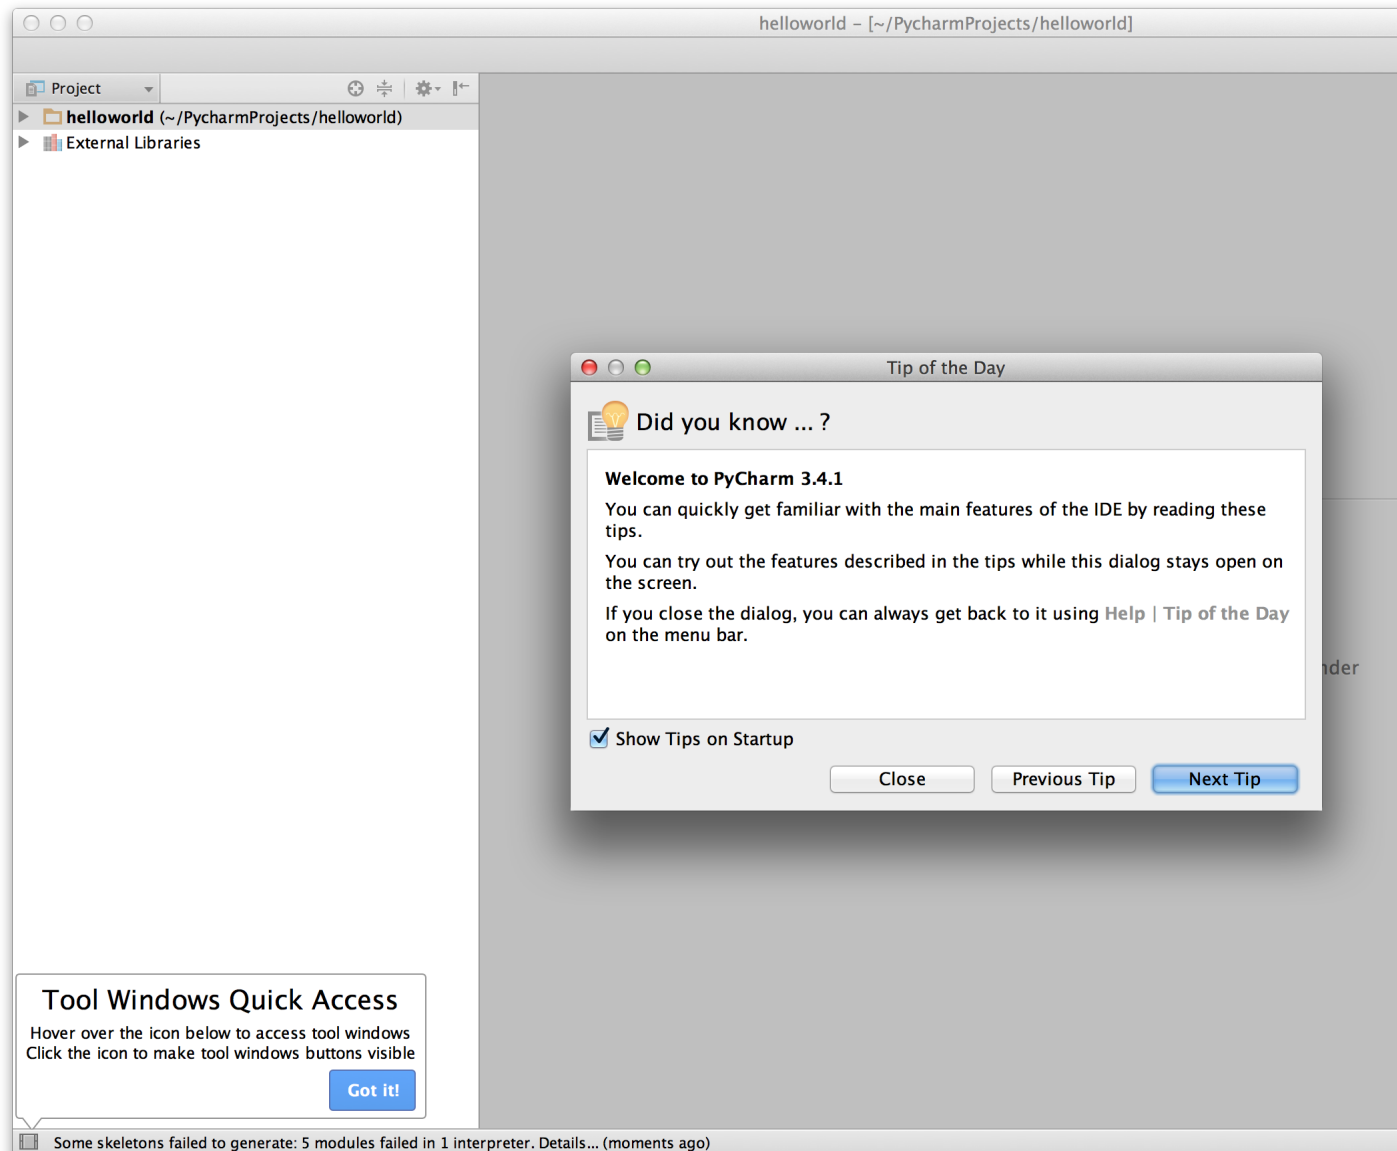 helloworld – [~/PycharmProjects/helloworld]
Project
helloworld (~/PycharmProjects/helloworld)
External Libraries
Tip of the Day
Did you know ... ?
Welcome to PyCharm 3.4.1
You can quickly get familiar with the main features of the IDE by reading these
tips.
You can try out the features described in the tips while this dialog stays open on
the screen.
If you close the dialog, you can always get back to it using Help | Tip of the Day
on the menu bar.
Show Tips on Startup
Close
Previous Tip
Next Tip
Tool Windows Quick Access
Hover over the icon below to access tool windows
Click the icon to make tool windows buttons visible
Got it!
Some skeletons failed to generate: 5 modules failed in 1 interpreter. Details... (moments ago)